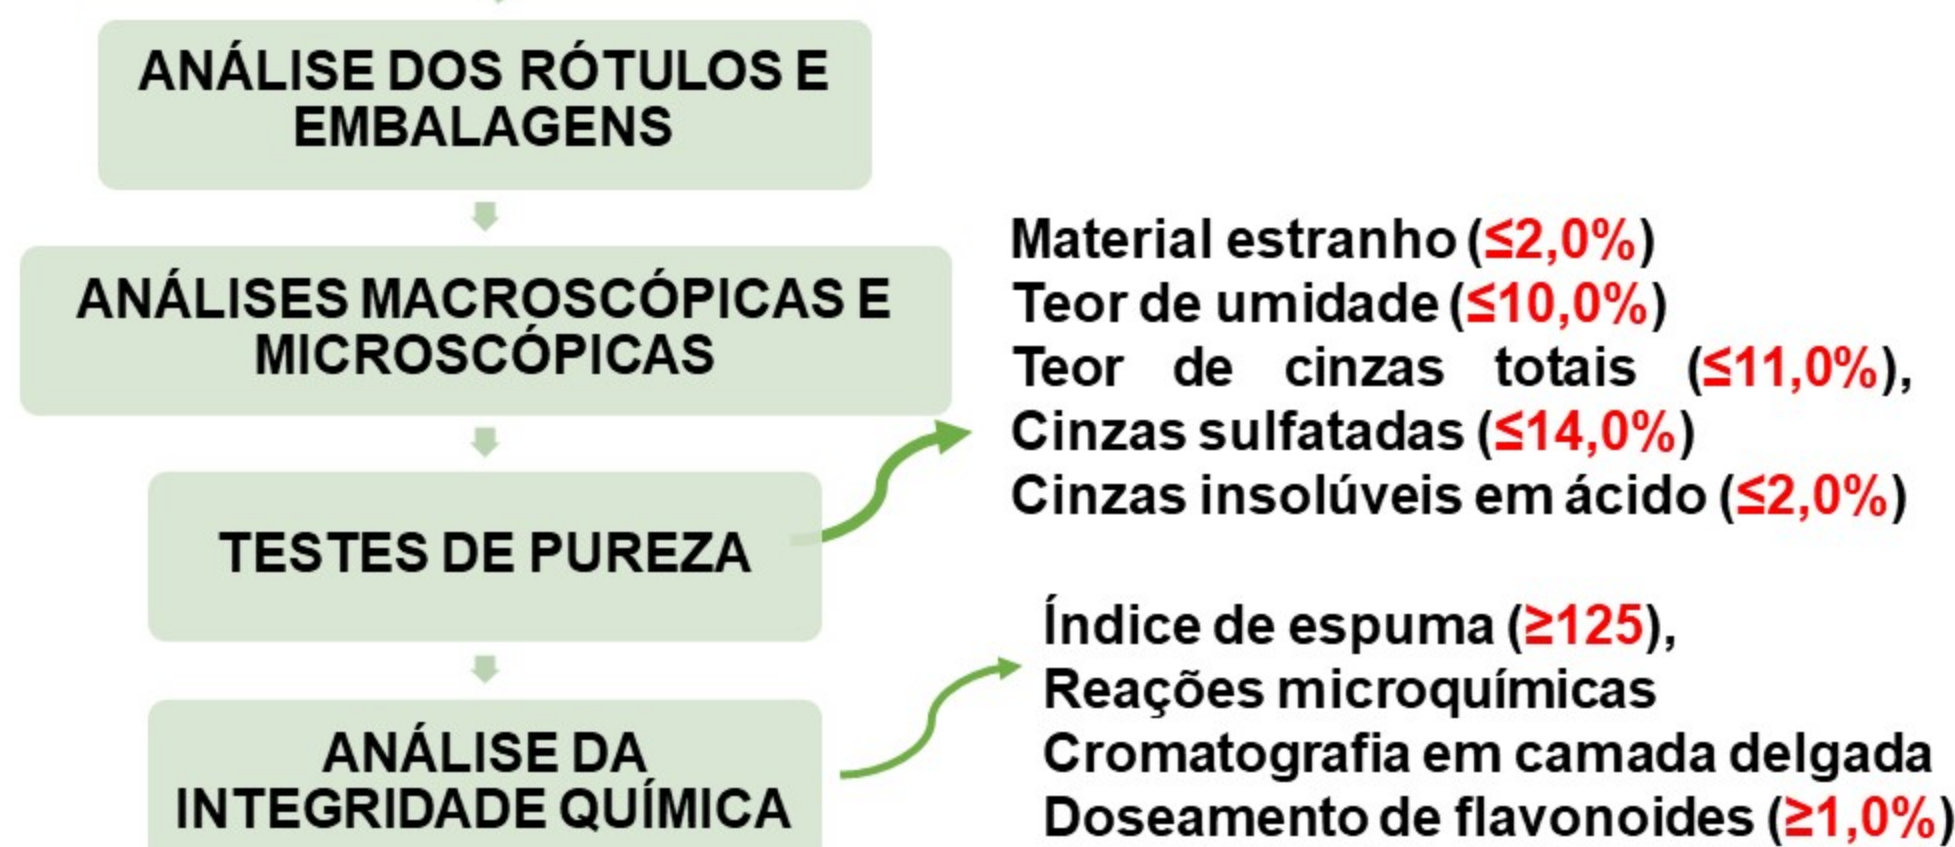 ANÁLISE DOS RÓTULOS E
EMBALAGENS
ANÁLISES MACROSCÓPICAS E
MICROSCÓPICAS
TESTES DE PUREZA
Material estranho (≤2,0%)
Teor de umidade (≤10,0%)
Teor de cinzas totais (≤11,0%),
Cinzas sulfatadas (≤14,0%)
Cinzas insolúveis em ácido (≤2,0%)
ANÁLISE DA
INTEGRIDADE QUÍMICA
Índice de espuma (≥125),
Reações microquímicas
Cromatografia em camada delgada
Doseamento de flavonoides (≥1,0%)